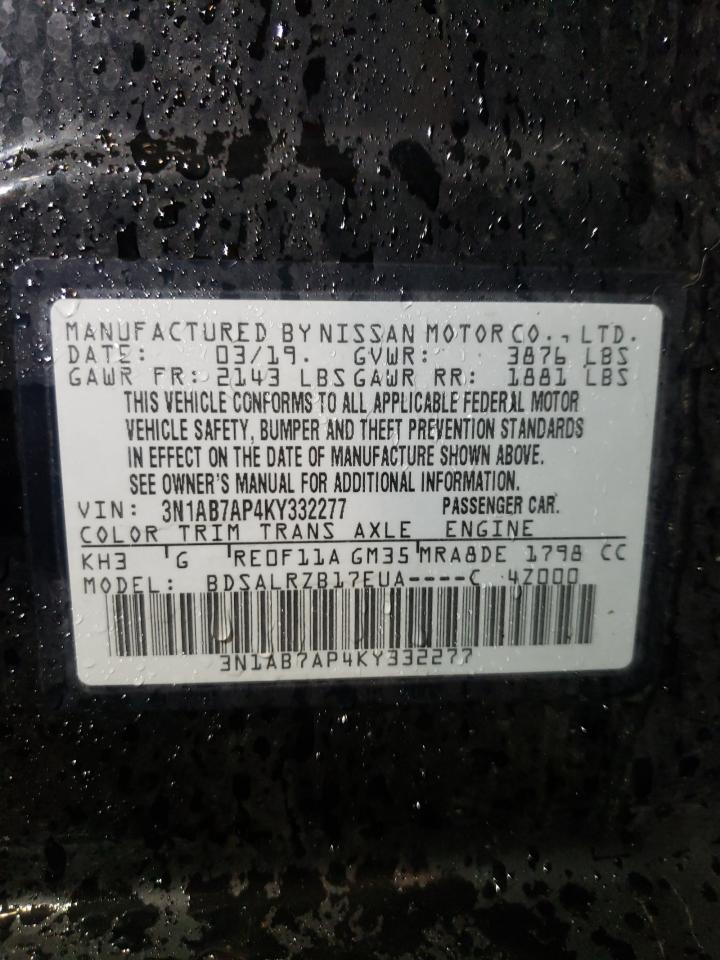 MANUFACTURED BY NISSAN MOTOR CO., LTD.
DATE: 03/19. GVWR: 3876 LBS
GAWR FR: 2143 LBS GAWR RR: 1881 LBS
THIS VEHICLE CONFORMS TO ALL APPLICABLE FEDERAL MOTOR
VEHICLE SAFETY, BUMPER AND THEFT PREVENTION STANDARDS
IN EFFECT ON THE DATE OF MANUFACTURE SHOWN ABOVE.
SEE OWNER'S MANUAL FOR ADDITIONAL INFORMATION.
VIN: 3N1AB7AP4KY332277 PASSENGER CAR.
COLOR TRIM TRANS AXLE ENGINE
KH3 G RE0F11A GM35 MRA8DE 1798 CC
MODEL: BDSALRZB17EUA----C 4Z000
3N1AB7AP4KY332277